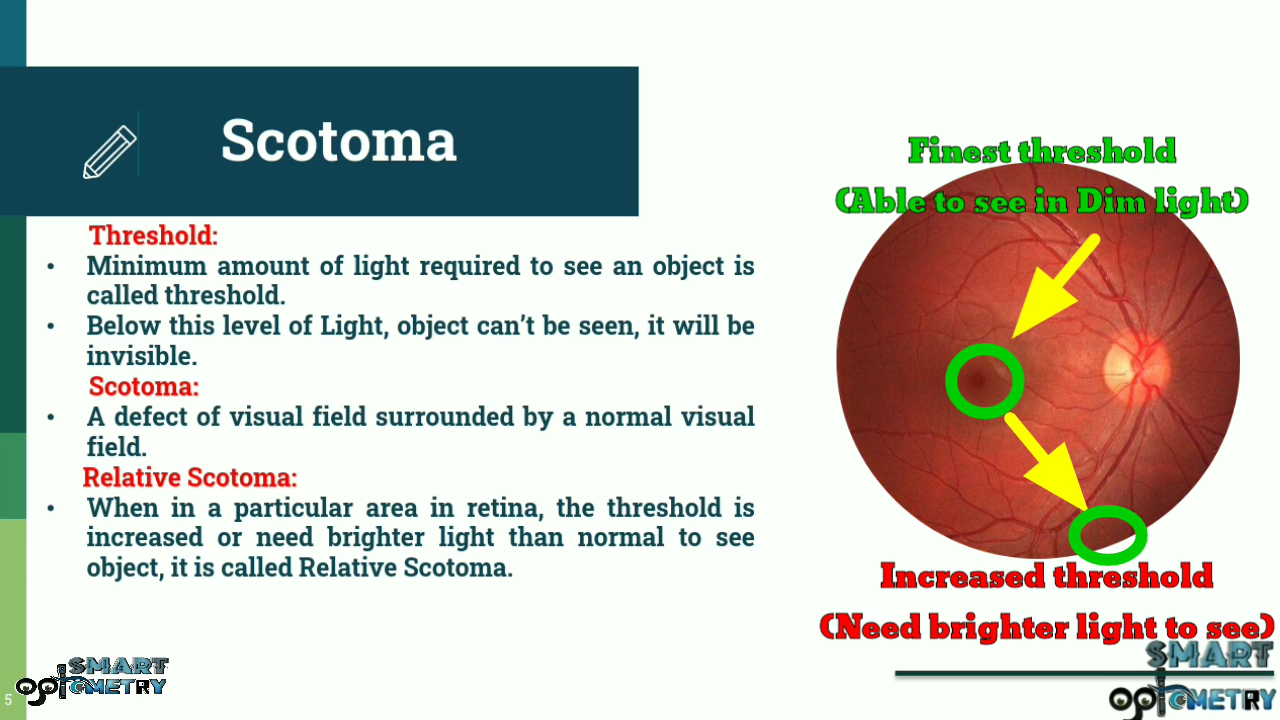 Scotoma
Threshold:
• Minimum amount of light required to see an object is
called threshold.
• Below this level of Light, object can't be seen, it will be
invisible.
Scotoma:
• A defect of visual field surrounded by a normal visual
field.
Relative Scotoma:
• When in a particular area in retina, the threshold is
increased or need brighter light than normal to see
object, it is called Relative Scotoma.
Finest threshold
(Able to see in Dim light)
Increased threshold
(Need brighter light to see)
5
SMART
optOMETRY
SMART
optOMETRY